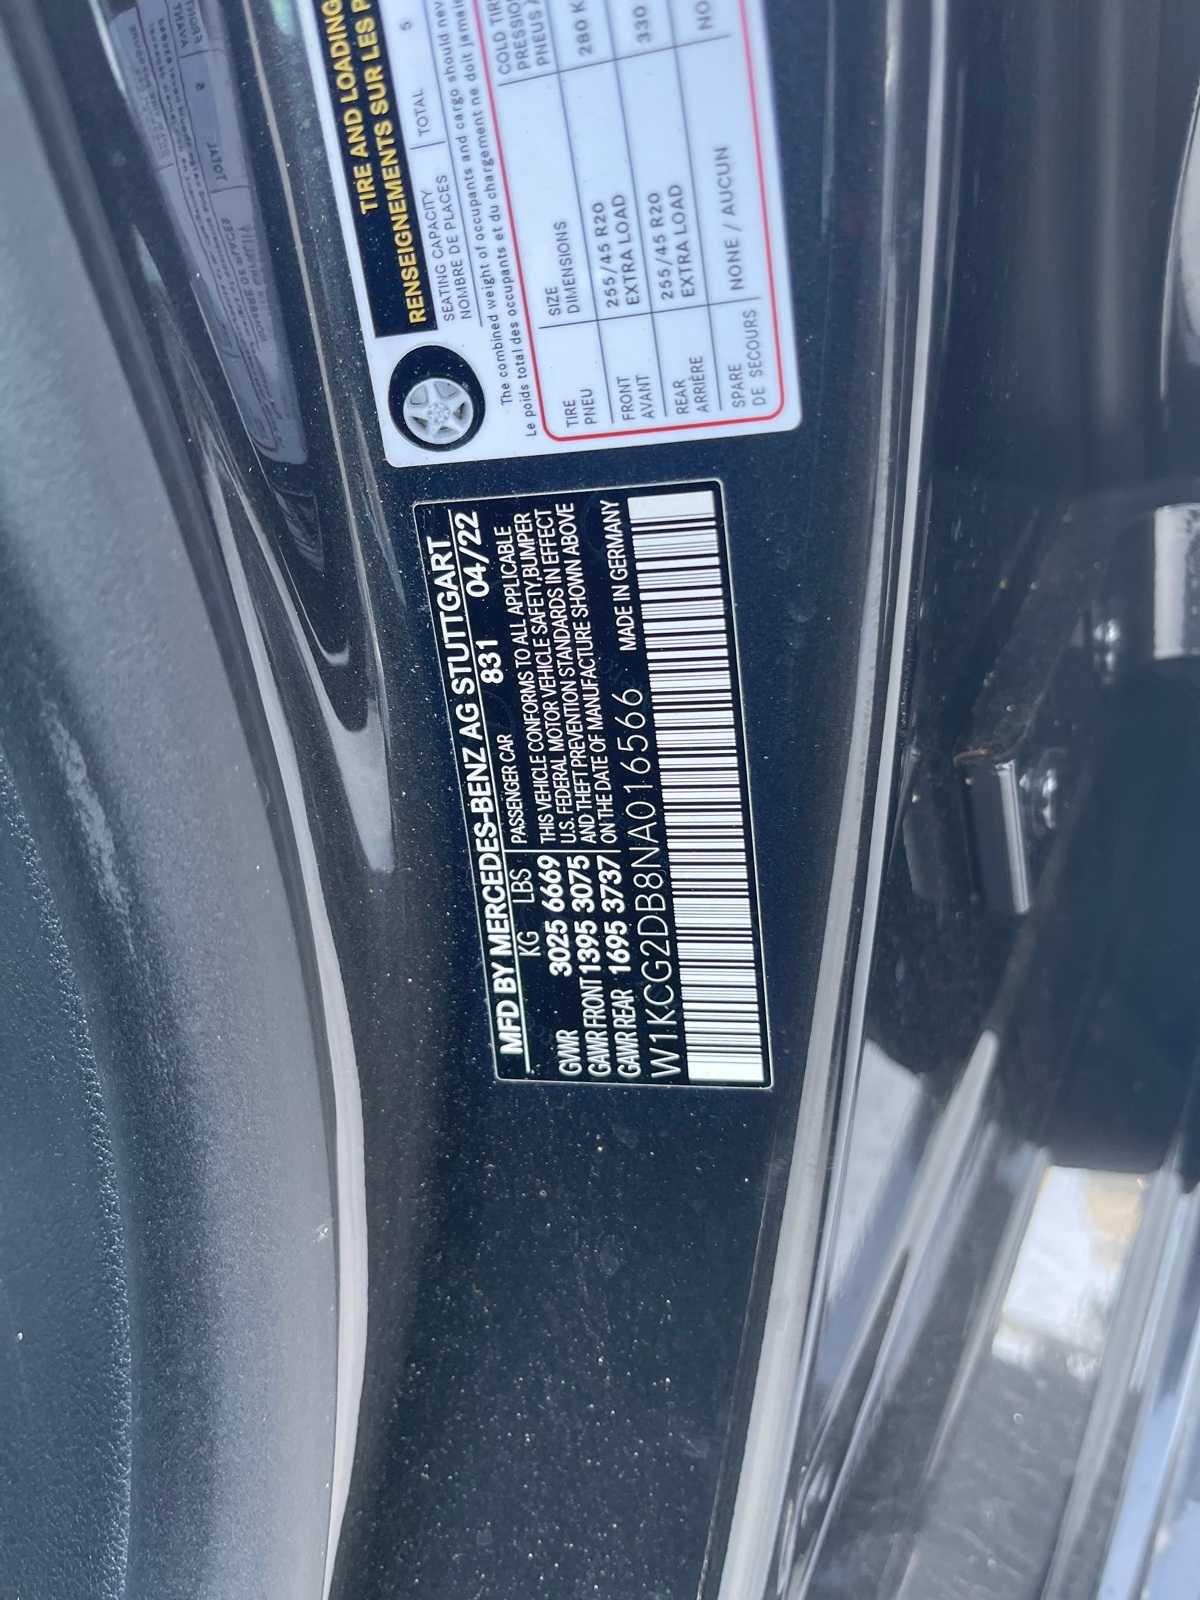 MFD BY MERCEDES-BENZ AG STUTTGART
KG LBS 831 04/22
PASSENGER CAR
GVWR 3025 6669 THIS VEHICLE CONFORMS TO ALL APPLICABLE
U.S. FEDERAL MOTOR VEHICLE SAFETY,BUMPER
GAWR FRONT 1395 3075 AND THEFT PREVENTION STANDARDS IN EFFECT
GAWR REAR 1695 3737 ON THE DATE OF MANUFACTURE SHOWN ABOVE
W1KCG2DB8NA016566 MADE IN GERMANY
TIRE AND LOADING
RENSEIGNEMENTS SUR LES
SEATING CAPACITY
NOMBRE DE PLACES
TOTAL 5
The combined weight of occupants and cargo should
Le poids total des occupants et du chargement ne doit
TIRE SIZE COLD
PNEU DIMENSIONS PNEUS
FRONT 255/45 R20 280
AVANT EXTRA LOAD
REAR 255/45 R20 330
ARRIÈRE EXTRA LOAD
SPARE NONE / AUCUN
DE SECOURS